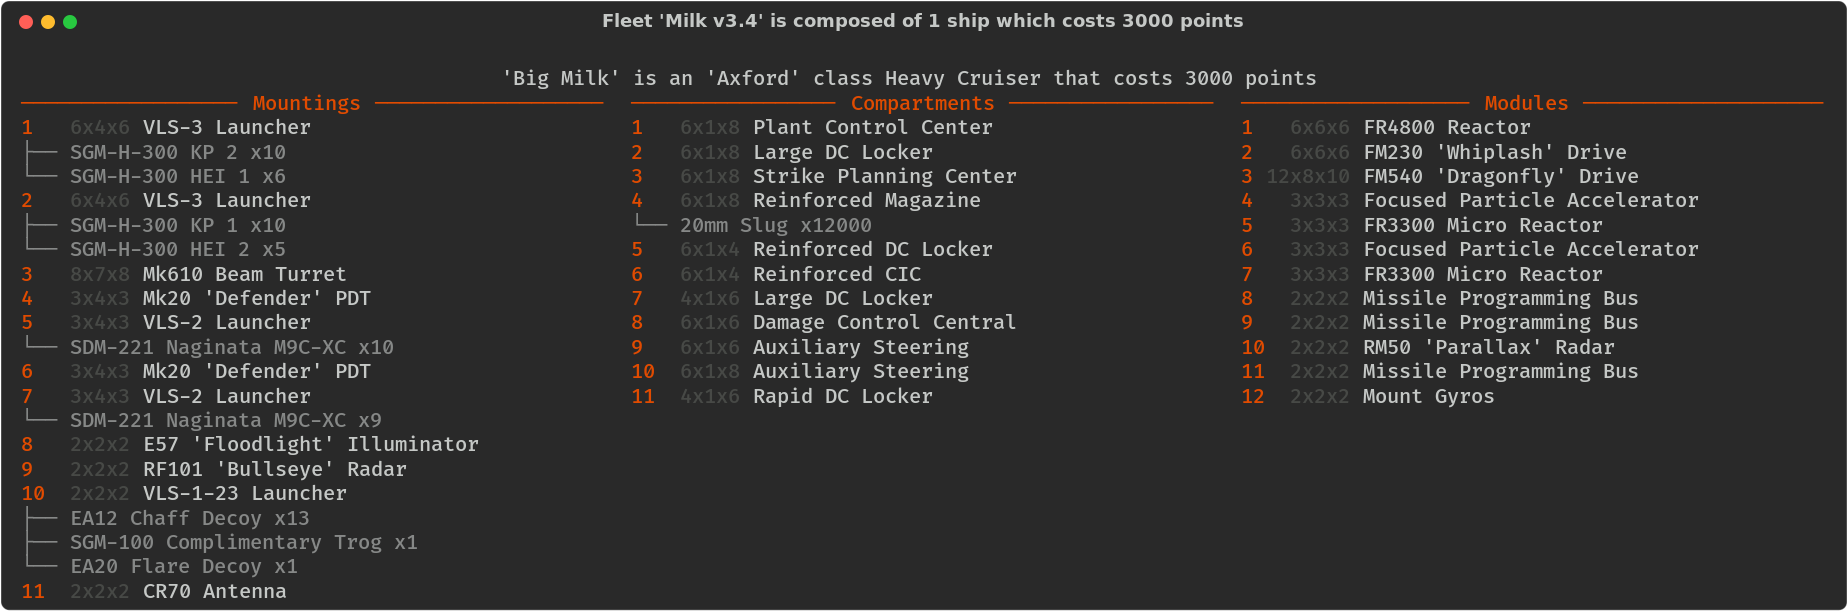 Fleet 'Milk v3.4' is composed of 1 ship which costs 3000 points
'Big Milk' is an 'Axford' class Heavy Cruiser that costs 3000 points
Mountings
1 6x4x6 VLS-3 Launcher
SGM-H-300 KP 2 x10
SGM-H-300 HEI 1 x6
2 6x4x6 VLS-3 Launcher
SGM-H-300 KP 1 x10
SGM-H-300 HEI 2 x5
3 8x7x8 Mk610 Beam Turret
4 3x4x3 Mk20 'Defender' PDT
5 3x4x3 VLS-2 Launcher
SDM-221 Naginata M9C-XC x10
6 3x4x3 Mk20 'Defender' PDT
7 3x4x3 VLS-2 Launcher
SDM-221 Naginata M9C-XC x9
8 2x2x2 E57 'Floodlight' Illuminator
9 2x2x2 RF101 'Bullseye' Radar
10 2x2x2 VLS-1-23 Launcher
EA12 Chaff Decoy x13
SGM-100 Complimentary Trog x1
EA20 Flare Decoy x1
11 2x2x2 CR70 Antenna
Compartments
1 6x1x8 Plant Control Center
2 6x1x8 Large DC Locker
3 6x1x8 Strike Planning Center
4 6x1x8 Reinforced Magazine
20mm Slug x12000
5 6x1x4 Reinforced DC Locker
6 6x1x4 Reinforced CIC
7 4x1x6 Large DC Locker
8 6x1x6 Damage Control Central
9 6x1x6 Auxiliary Steering
10 6x1x8 Auxiliary Steering
11 4x1x6 Rapid DC Locker
Modules
1 6x6x6 FR4800 Reactor
2 6x6x6 FM230 'Whiplash' Drive
3 12x8x10 FM540 'Dragonfly' Drive
4 3x3x3 Focused Particle Accelerator
5 3x3x3 FR3300 Micro Reactor
6 3x3x3 Focused Particle Accelerator
7 3x3x3 FR3300 Micro Reactor
8 2x2x2 Missile Programming Bus
9 2x2x2 Missile Programming Bus
10 2x2x2 RM50 'Parallax' Radar
11 2x2x2 Missile Programming Bus
12 2x2x2 Mount Gyros